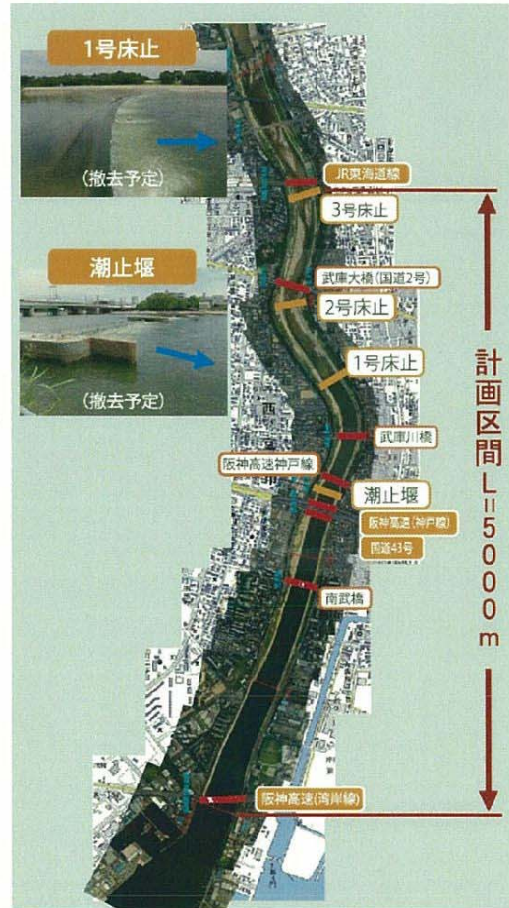 1号床止
(撤去予定)
潮止堰
(撤去予定)
JR東海道線
3号床止
武庫大橋(国道2号)
2号床止
1号床止
武庫川橋
阪神高速神戸線
潮止堰
阪神高速(神戸線)
国道43号
南武橋
阪神高速(湾岸線)
計画区間L=5000m